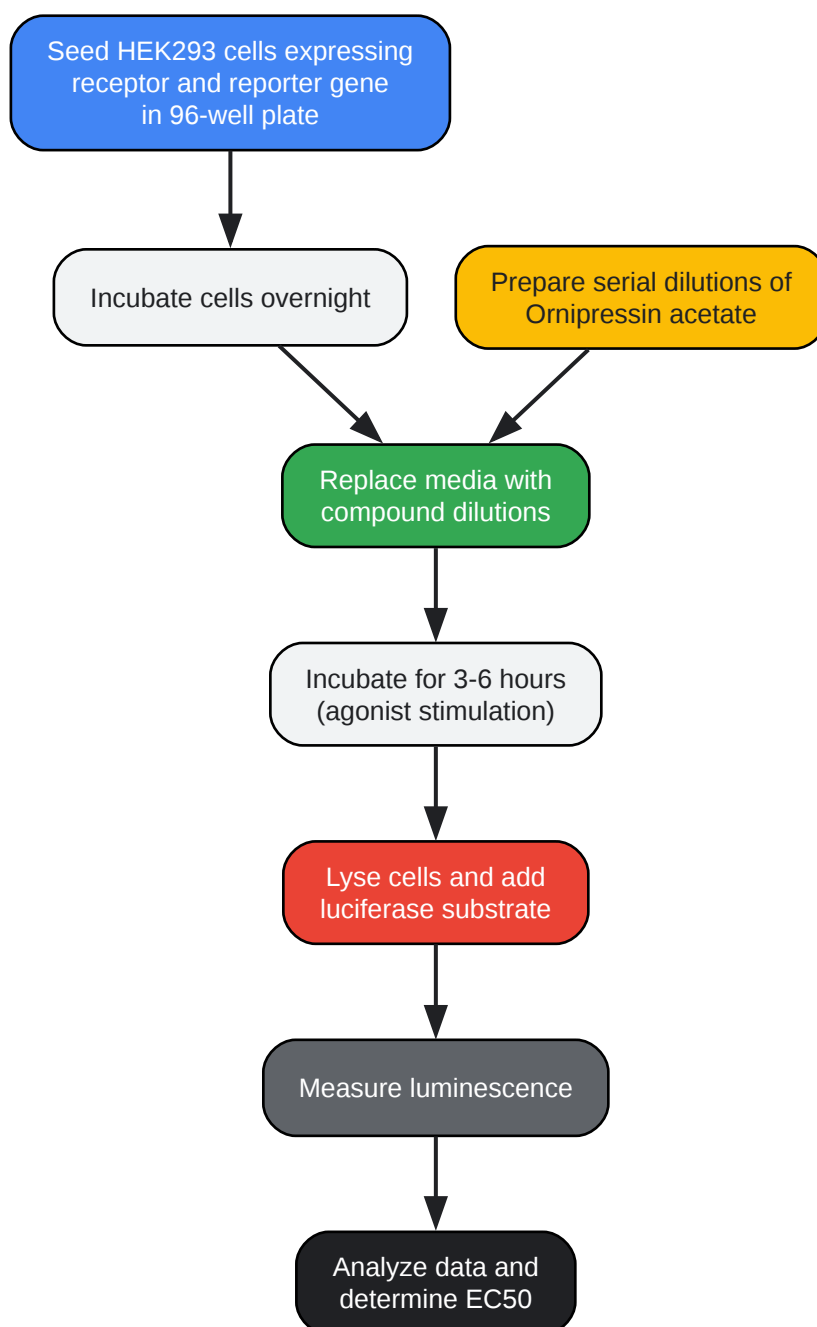 Seed HEK293 cells expressing
receptor and reporter gene
in 96-well plate
Incubate cells overnight
Prepare serial dilutions of
Ornipressin acetate
Replace media with
compound dilutions
Incubate for 3-6 hours
(agonist stimulation)
Lyse cells and add
luciferase substrate
Measure luminescence
Analyze data and
determine EC50